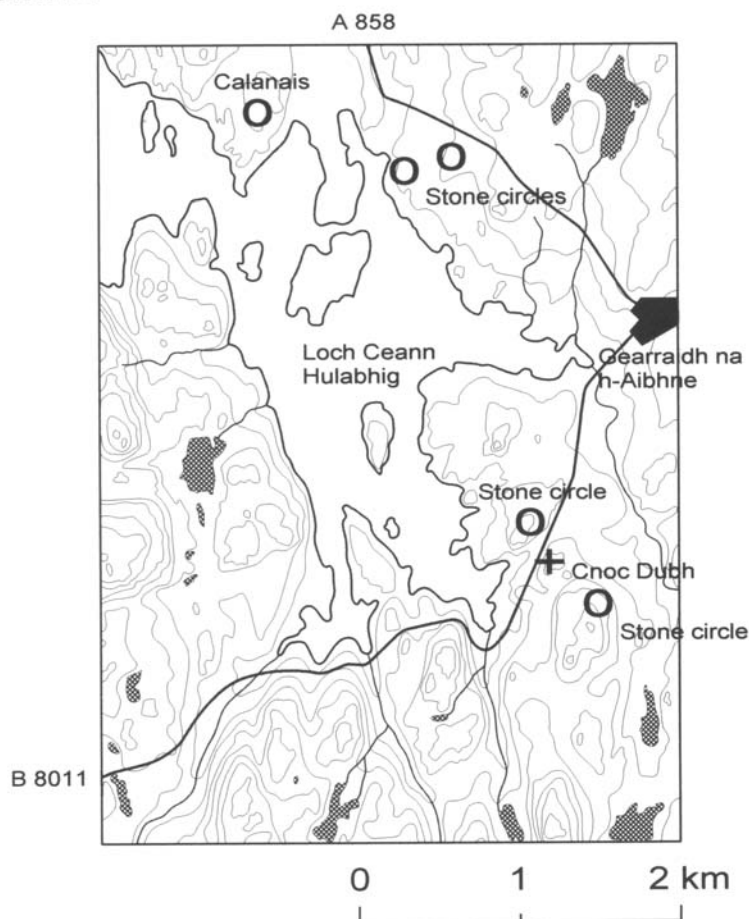 A 858
Calanais
Stone circles
Loch Ceann
Hulabhig
Gearraidh na
h-Aibhne
Stone circle
Cnoc Dubh
Stone circle
B 8011
0 1 2 km